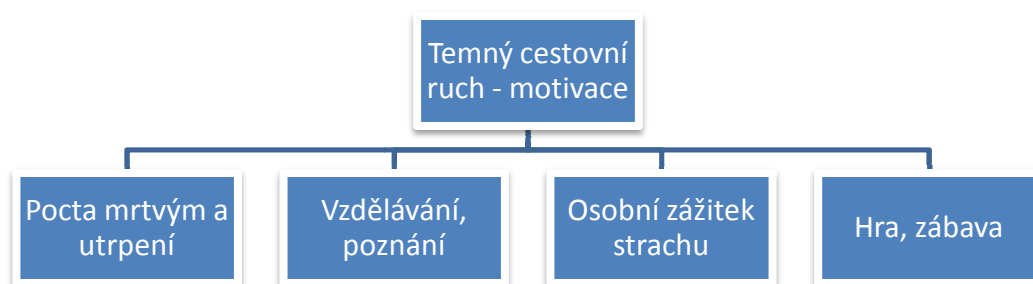 Temný cestovní
ruch - motivace
Pocta mrtvým a
utrpení
Vzdělávání,
poznání
Osobní zážitek
strachu
Hra, zábava